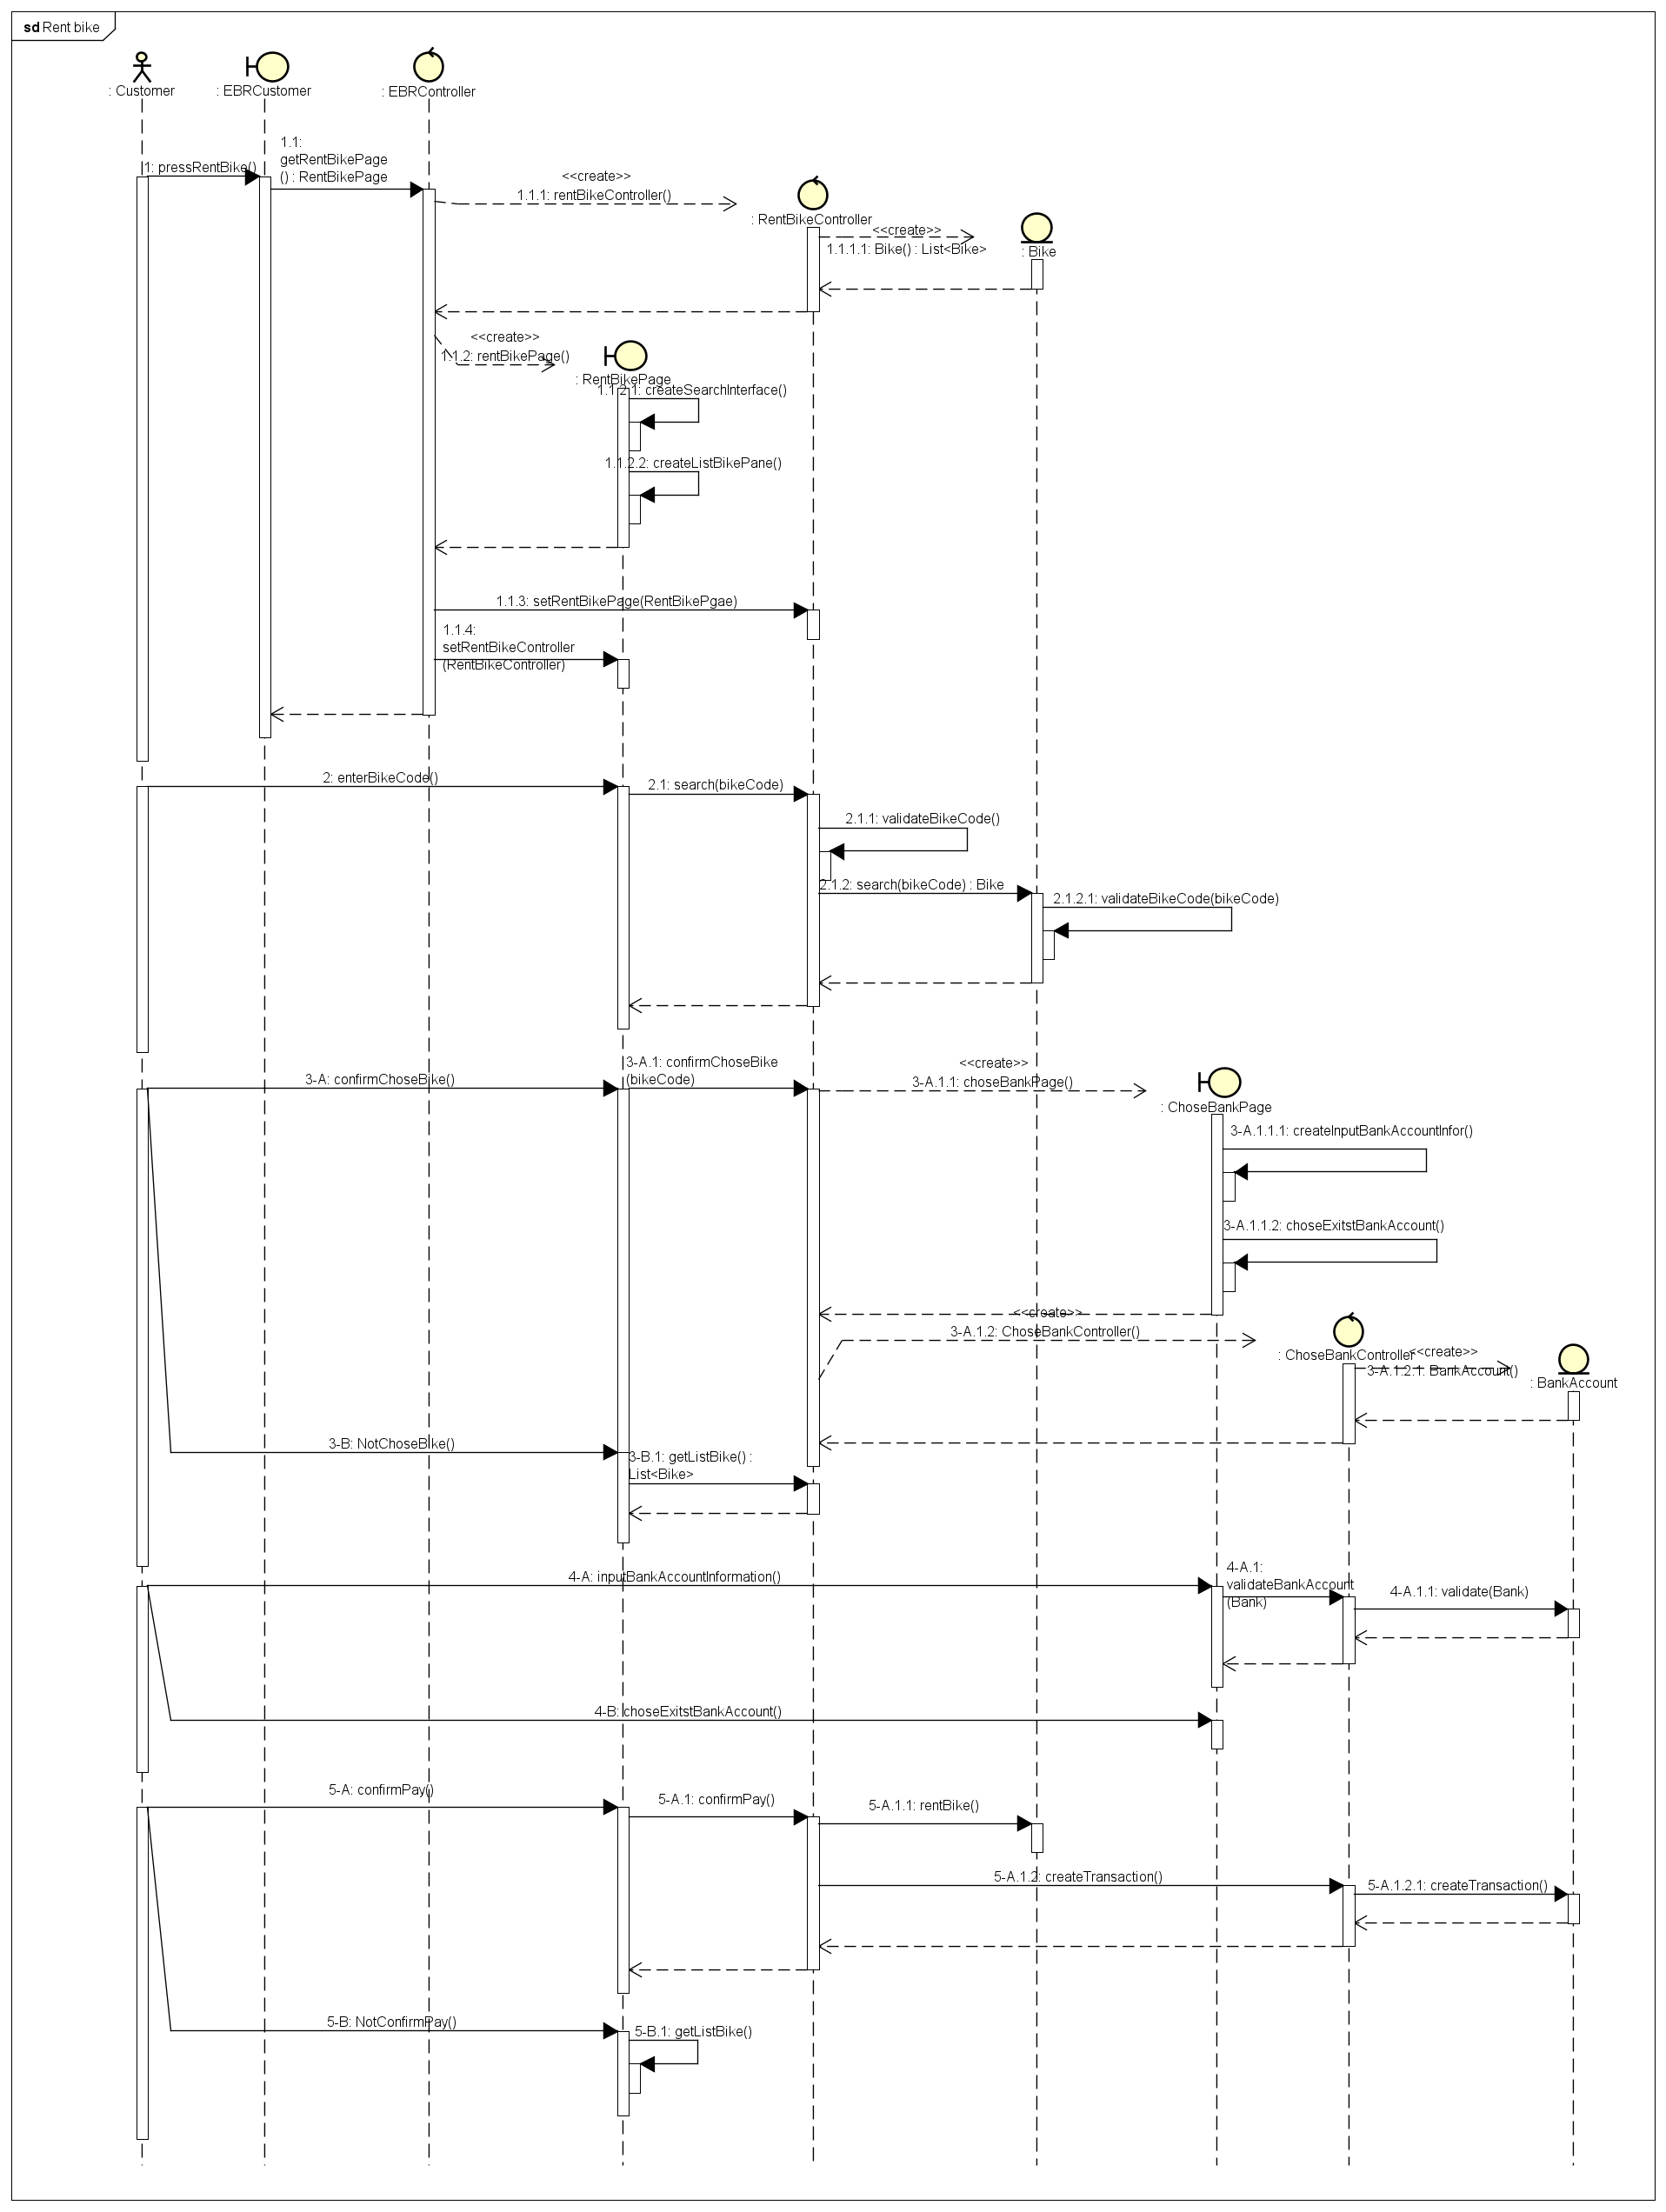 sd Rent bike
: Customer
: EBRCustomer
: EBRController
1: pressRentBike()
1.1:
getRentBikePage
() : RentBikePage
<<create>>
1.1.1: rentBikeController()
: RentBikeController
<<create>>
1.1.1.1: Bike() : List<Bike>
: Bike
<<create>>
1.1.2: rentBikePage()
: RentBikePage
1.1.2.1: createSearchInterface()
1.1.2.2: createListBikePane()
1.1.3: setRentBikePage(RentBikePgae)
1.1.4:
setRentBikeController
(RentBikeController)
2: enterBikeCode()
2.1: search(bikeCode)
2.1.1: validateBikeCode()
2.1.2: search(bikeCode) : Bike
2.1.2.1: validateBikeCode(bikeCode)
3-A: confirmChoseBike()
3-A.1: confirmChoseBike
(bikeCode)
<<create>>
3-A.1.1: choseBankPage()
: ChoseBankPage
3-A.1.1.1: createInputBankAccountInfor()
3-A.1.1.2: choseExitstBankAccount()
<<create>>
3-A.1.2: ChoseBankController()
: ChoseBankController
<<create>>
3-A.1.2.1: BankAccount()
: BankAccount
3-B: NotChoseBike()
3-B.1: getListBike() :
List<Bike>
4-A: inputBankAccountInformation()
4-A.1:
validateBankAccount
(Bank)
4-A.1.1: validate(Bank)
4-B: choseExitstBankAccount()
5-A: confirmPay()
5-A.1: confirmPay()
5-A.1.1: rentBike()
5-A.1.2: createTransaction()
5-A.1.2.1: createTransaction()
5-B: NotConfirmPay()
5-B.1: getListBike()